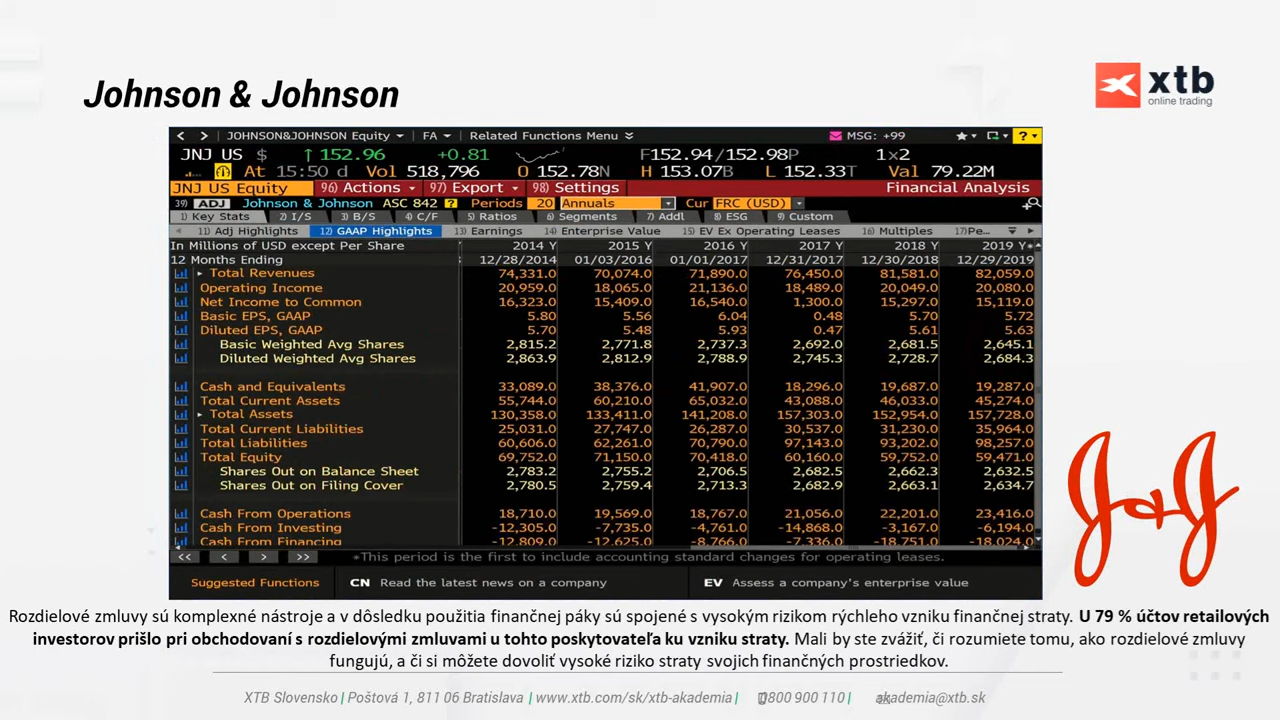 Johnson & Johnson
xtb
online trading
< > JOHNSON&JOHNSON Equity FA Related Functions Menu MSG: +99 ?
JNJ US $ ↑ 152.96 +0.81 F152.94/152.98P 1×2
At 15:50 d Vol 518,796 O 152.78N H 153.07B L 152.33T Val 79.22M
JNJ US Equity 96) Actions 97) Export 98) Settings Financial Analysis
39) ADJ Johnson & Johnson ASC 842 ? Periods 20 Annuals Cur FRC (USD)
1) Key Stats 2) I/S 3) B/S 4) C/F 5) Ratios 6) Segments 7) Addl 8) ESG 9) Custom
11) Adj Highlights 12) GAAP Highlights 13) Earnings 14) Enterprise Value 15) EV Ex Operating Leases 16) Multiples 17)Pe...
In Millions of USD except Per Share 2014 Y 2015 Y 2016 Y 2017 Y 2018 Y 2019 Y*
12 Months Ending 12/28/2014 01/03/2016 01/01/2017 12/31/2017 12/30/2018 12/29/2019
Total Revenues 74,331.0 70,074.0 71,890.0 76,450.0 81,581.0 82,059.0
Operating Income 20,959.0 18,065.0 21,136.0 18,489.0 20,049.0 20,080.0
Net Income to Common 16,323.0 15,409.0 16,540.0 1,300.0 15,297.0 15,119.0
Basic EPS, GAAP 5.80 5.56 6.04 0.48 5.70 5.72
Diluted EPS, GAAP 5.70 5.48 5.93 0.47 5.61 5.63
Basic Weighted Avg Shares 2,815.2 2,771.8 2,737.3 2,692.0 2,681.5 2,645.1
Diluted Weighted Avg Shares 2,863.9 2,812.9 2,788.9 2,745.3 2,728.7 2,684.3
Cash and Equivalents 33,089.0 38,376.0 41,907.0 18,296.0 19,687.0 19,287.0
Total Current Assets 55,744.0 60,210.0 65,032.0 43,088.0 46,033.0 45,274.0
Total Assets 130,358.0 133,411.0 141,208.0 157,303.0 152,954.0 157,728.0
Total Current Liabilities 25,031.0 27,747.0 26,287.0 30,537.0 31,230.0 35,964.0
Total Liabilities 60,606.0 62,261.0 70,790.0 97,143.0 93,202.0 98,257.0
Total Equity 69,752.0 71,150.0 70,418.0 60,160.0 59,752.0 59,471.0
Shares Out on Balance Sheet 2,783.2 2,755.2 2,706.5 2,682.5 2,662.3 2,632.5
Shares Out on Filing Cover 2,780.5 2,759.4 2,713.3 2,682.9 2,663.1 2,634.7
Cash From Operations 18,710.0 19,569.0 18,767.0 21,056.0 22,201.0 23,416.0
Cash From Investing -12,305.0 -7,735.0 -4,761.0 -14,868.0 -3,167.0 -6,194.0
Cash From Financing -12,809.0 -12,625.0 -8,766.0 -7,336.0 -18,751.0 -18,024.0
<< < > >> *This period is the first to include accounting standard changes for operating leases.
Suggested Functions CN Read the latest news on a company EV Assess a company's enterprise value
J&J
Rozdielové zmluvy sú komplexné nástroje a v dôsledku použitia finančnej páky sú spojené s vysokým rizikom rýchleho vzniku finančnej straty. U 79 % účtov retailových
investorov prišlo pri obchodovaní s rozdielovými zmluvami u tohto poskytovateľa ku vzniku straty. Mali by ste zvážiť, či rozumiete tomu, ako rozdielové zmluvy
fungujú, a či si môžete dovoliť vysoké riziko straty svojich finančných prostriedkov.
XTB Slovensko | Poštová 1, 811 06 Bratislava | www.xtb.com/sk/xtb-akademia | 0800 900 110 | akademia@xtb.sk